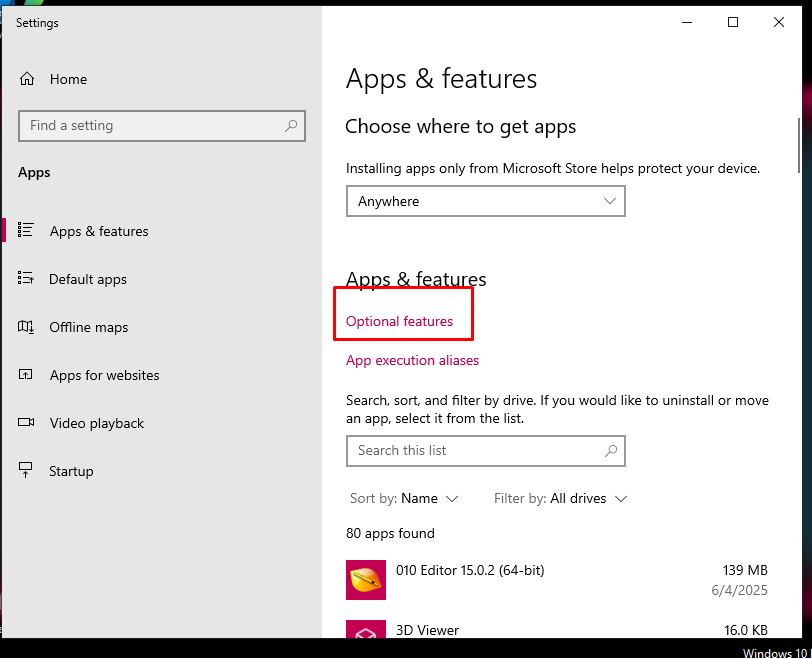 Settings
Home
Find a setting
Apps
Apps & features
Default apps
Offline maps
Apps for websites
Video playback
Startup
Apps & features
Choose where to get apps
Installing apps only from Microsoft Store helps protect your device.
Anywhere
Apps & features
Optional features
App execution aliases
Search, sort, and filter by drive. If you would like to uninstall or move
an app, select it from the list.
Search this list
Sort by: Name
Filter by: All drives
80 apps found
010 Editor 15.0.2 (64-bit)
139 MB
6/4/2025
3D Viewer
16.0 KB
Windows 10